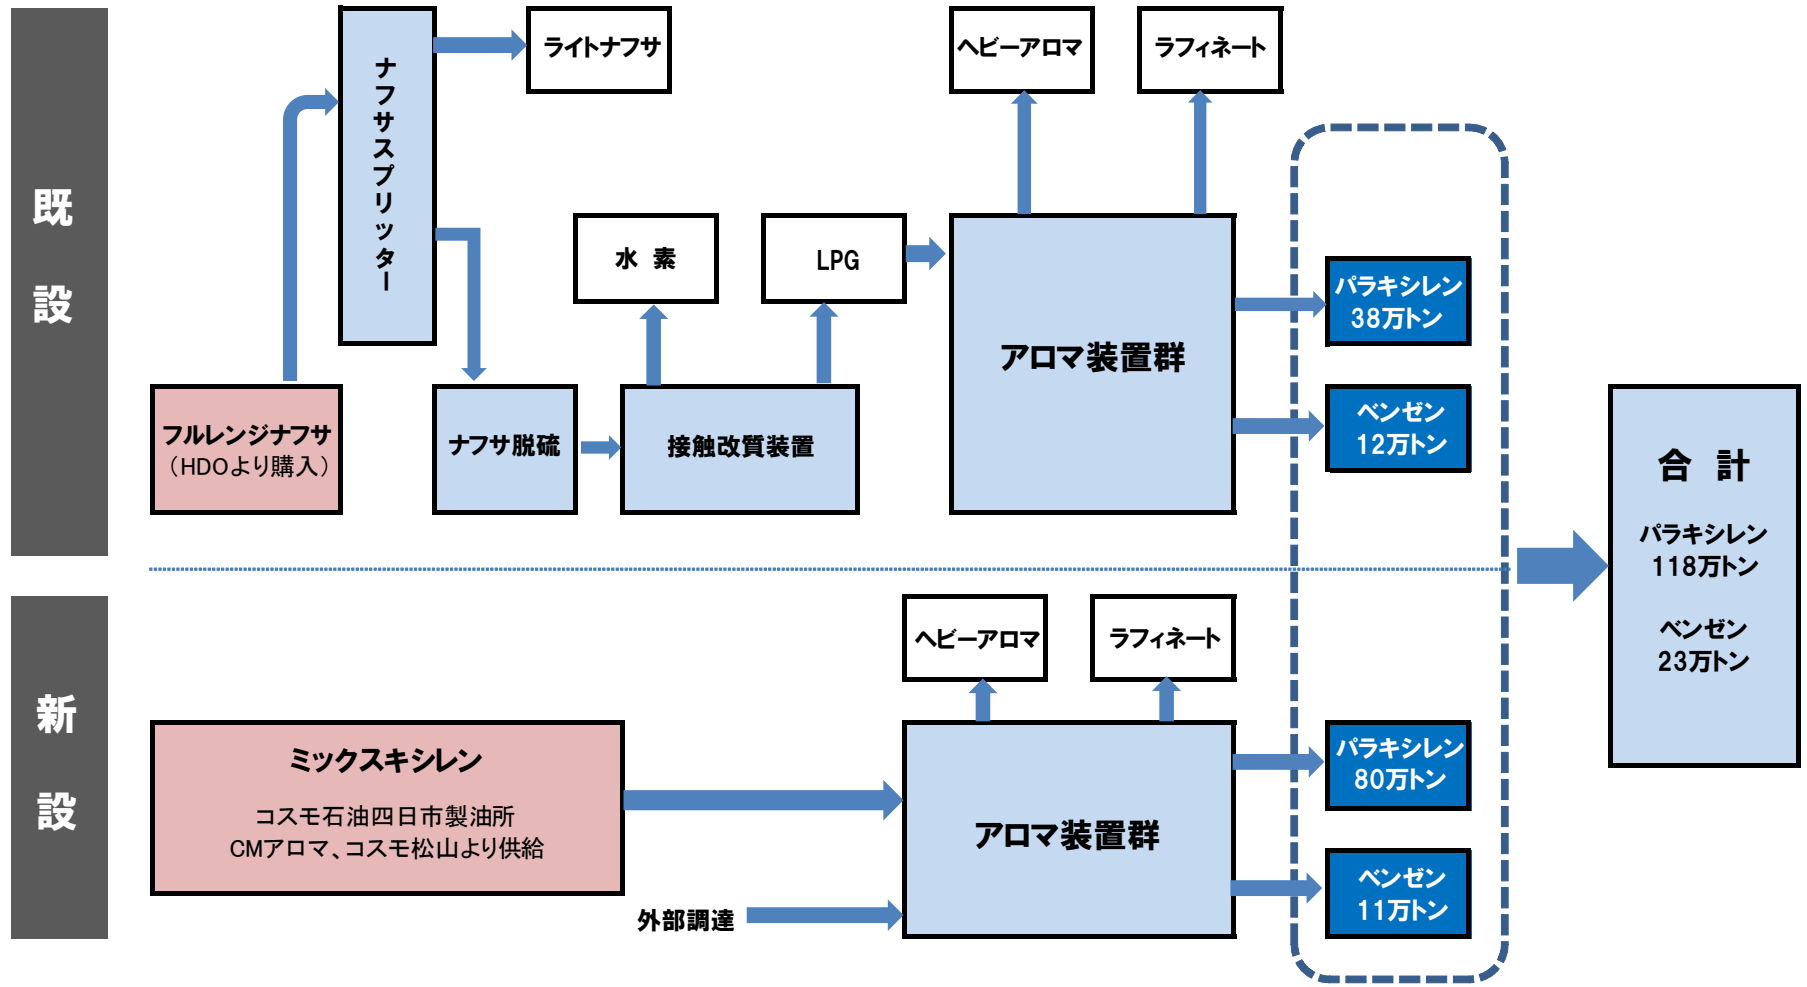 既設
ナフサスプリッター
ライトナフサ
ヘビーアロマ
ラフィネート
水 素
LPG
フルレンジナフサ
（HDOより購入）
ナフサ脱硫
接触改質装置
アロマ装置群
パラキシレン
38万トン
ベンゼン
12万トン
合 計
パラキシレン
118万トン
ベンゼン
23万トン
新設
ヘビーアロマ
ラフィネート
ミックスキシレン
コスモ石油四日市製油所
CMアロマ、コスモ松山より供給
外部調達
アロマ装置群
パラキシレン
80万トン
ベンゼン
11万トン